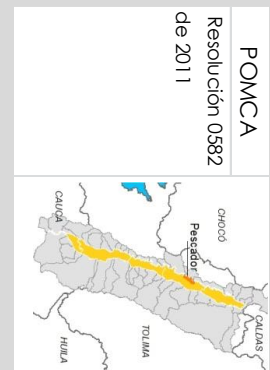 POMCA
Resolución 0582
de 2011
CHOCÓ
CALDAS
Pescador
CAUCA
TOLIMA
HUILA